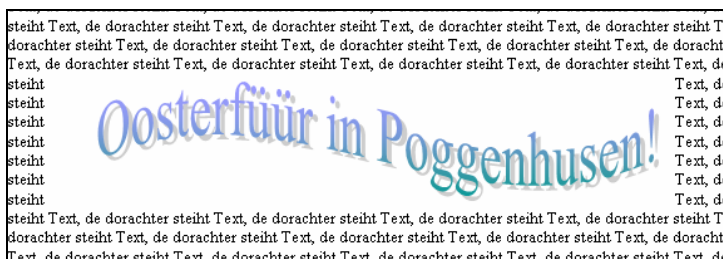 steiht Text, de dorachter steiht Text, de dorachter steiht Text, de dorachter steiht Text, de dorachter steiht
dorachter steiht Text, de dorachter steiht Text, de dorachter steiht Text, de dorachter steiht Text, de
Text, de dorachter steiht Text, de dorachter steiht Text, de dorachter steiht Text, de dorachter steiht Text,
steiht Text,
steiht Text,
steiht Text,
steiht Text,
steiht Text,
steiht Text,
steiht Text,
Oosterfüür in Poggenhusen!
steiht Text, de dorachter steiht Text, de dorachter steiht Text, de dorachter steiht Text, de dorachter steiht
dorachter steiht Text, de dorachter steiht Text, de dorachter steiht Text, de dorachter steiht Text, de
Text, de dorachter steiht Text, de dorachter steiht Text, de dorachter steiht Text, de dorachter steiht Text,